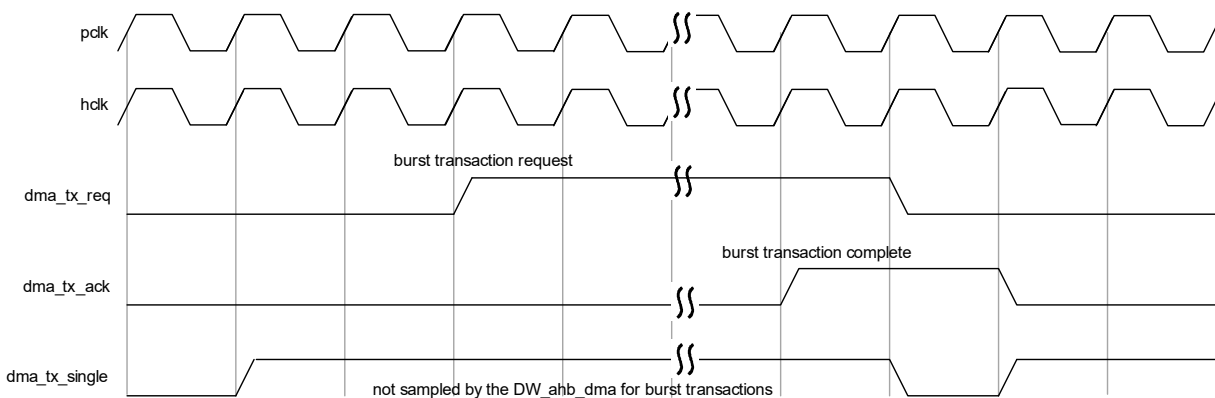 pclk
hclk
burst transaction request
dma_tx_req
burst transaction complete
dma_tx_ack
dma_tx_single
not sampled by the DW_ahb_dma for burst transactions